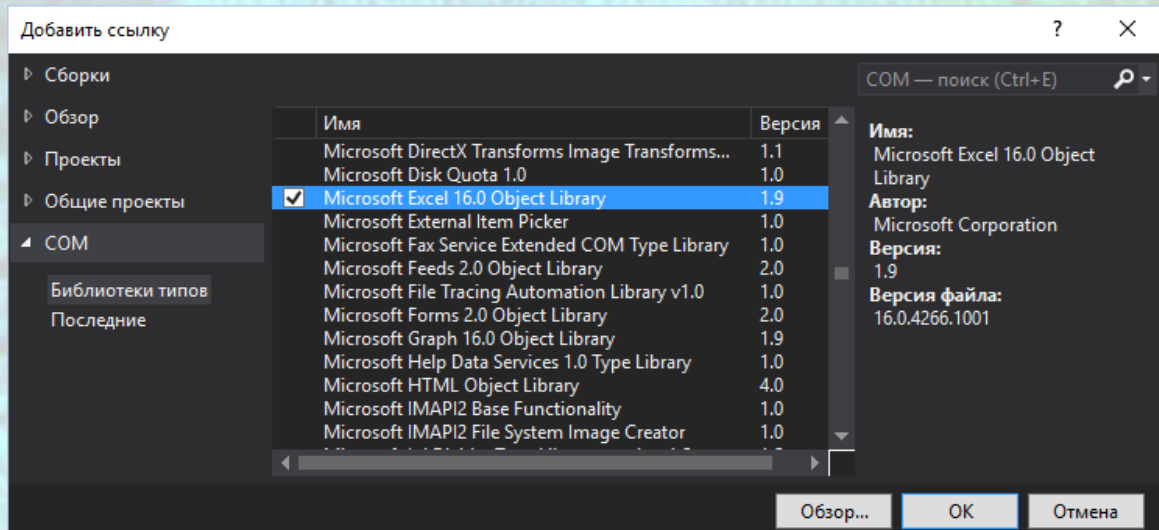 Добавить ссылку
?
Сборки
Обзор
Проекты
Общие проекты
COM
Библиотеки типов
Последние
Имя Версия
Microsoft DirectX Transforms Image Transforms... 1.1
Microsoft Disk Quota 1.0 1.0
Microsoft Excel 16.0 Object Library 1.9
Microsoft External Item Picker 1.0
Microsoft Fax Service Extended COM Type Library 1.0
Microsoft Feeds 2.0 Object Library 2.0
Microsoft File Tracing Automation Library v1.0 1.0
Microsoft Forms 2.0 Object Library 2.0
Microsoft Graph 16.0 Object Library 1.9
Microsoft Help Data Services 1.0 Type Library 1.0
Microsoft HTML Object Library 4.0
Microsoft IMAPI2 Base Functionality 1.0
Microsoft IMAPI2 File System Image Creator 1.0
COM — поиск (Ctrl+E)
Имя:
Microsoft Excel 16.0 Object
Library
Автор:
Microsoft Corporation
Версия:
1.9
Версия файла:
16.0.4266.1001
Обзор...
ОК
Отмена